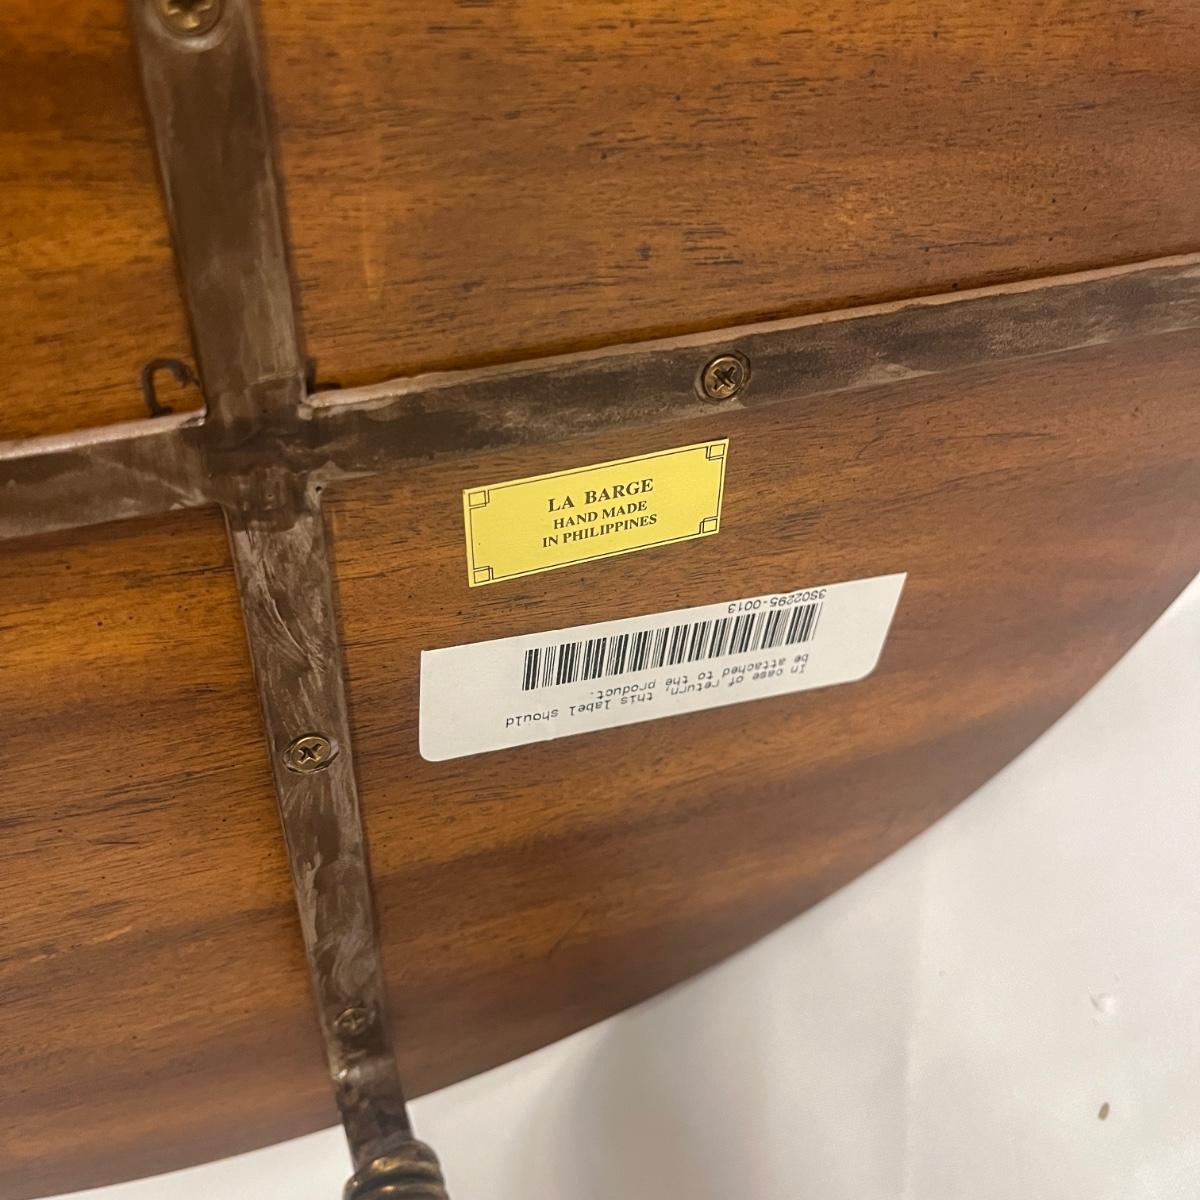 LA BARGE
HAND MADE
IN PHILIPPINES
In case of return, this label should
be attached to the product.
3S02295-0013